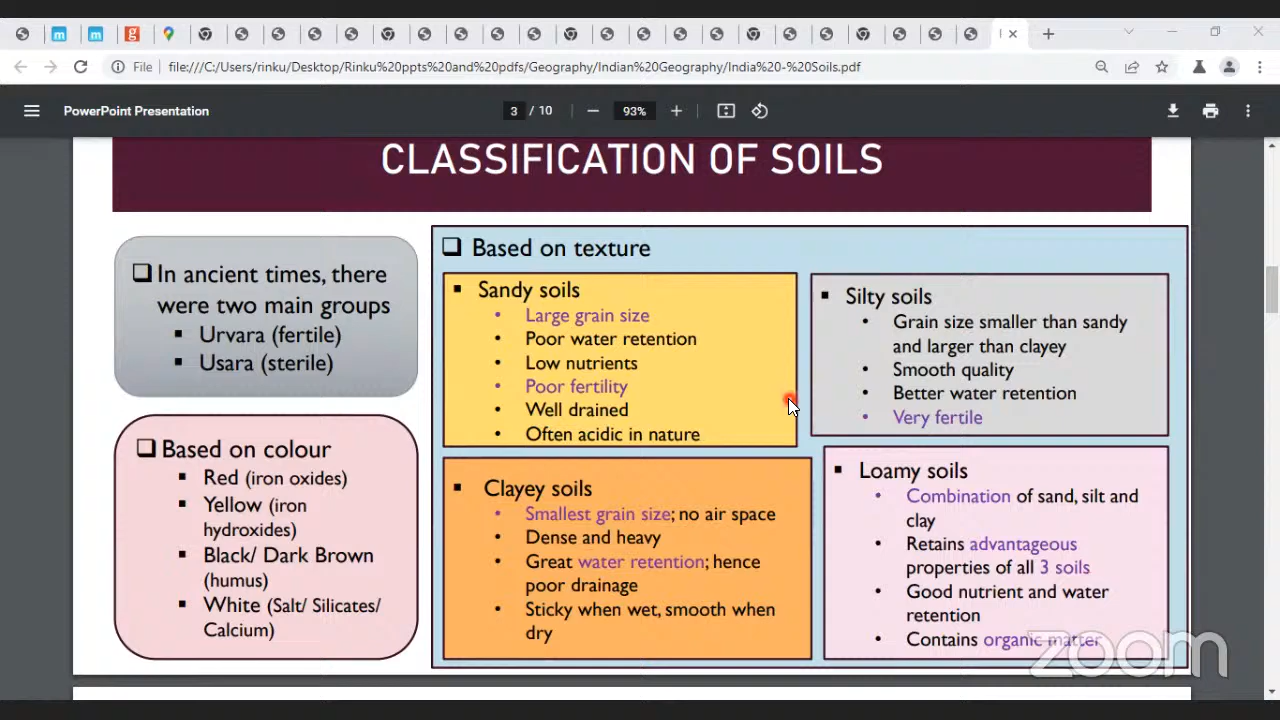 File
file:///C:/Users/rinku/Desktop/Rinku%20ppts%20and%20pdfs/Geography/Indian%20Geography/India%20-%20Soils.pdf
PowerPoint Presentation
3 / 10
93%
CLASSIFICATION OF SOILS
In ancient times, there
were two main groups
Urvara (fertile)
Usara (sterile)
Based on colour
Red (iron oxides)
Yellow (iron
hydroxides)
Black/ Dark Brown
(humus)
White (Salt/ Silicates/
Calcium)
Based on texture
Sandy soils
Large grain size
Poor water retention
Low nutrients
Poor fertility
Well drained
Often acidic in nature
Silty soils
Grain size smaller than sandy
and larger than clayey
Smooth quality
Better water retention
Very fertile
Clayey soils
Smallest grain size; no air space
Dense and heavy
Great water retention; hence
poor drainage
Sticky when wet, smooth when
dry
Loamy soils
Combination of sand, silt and
clay
Retains advantageous
properties of all 3 soils
Good nutrient and water
retention
Contains organic matter
zoom